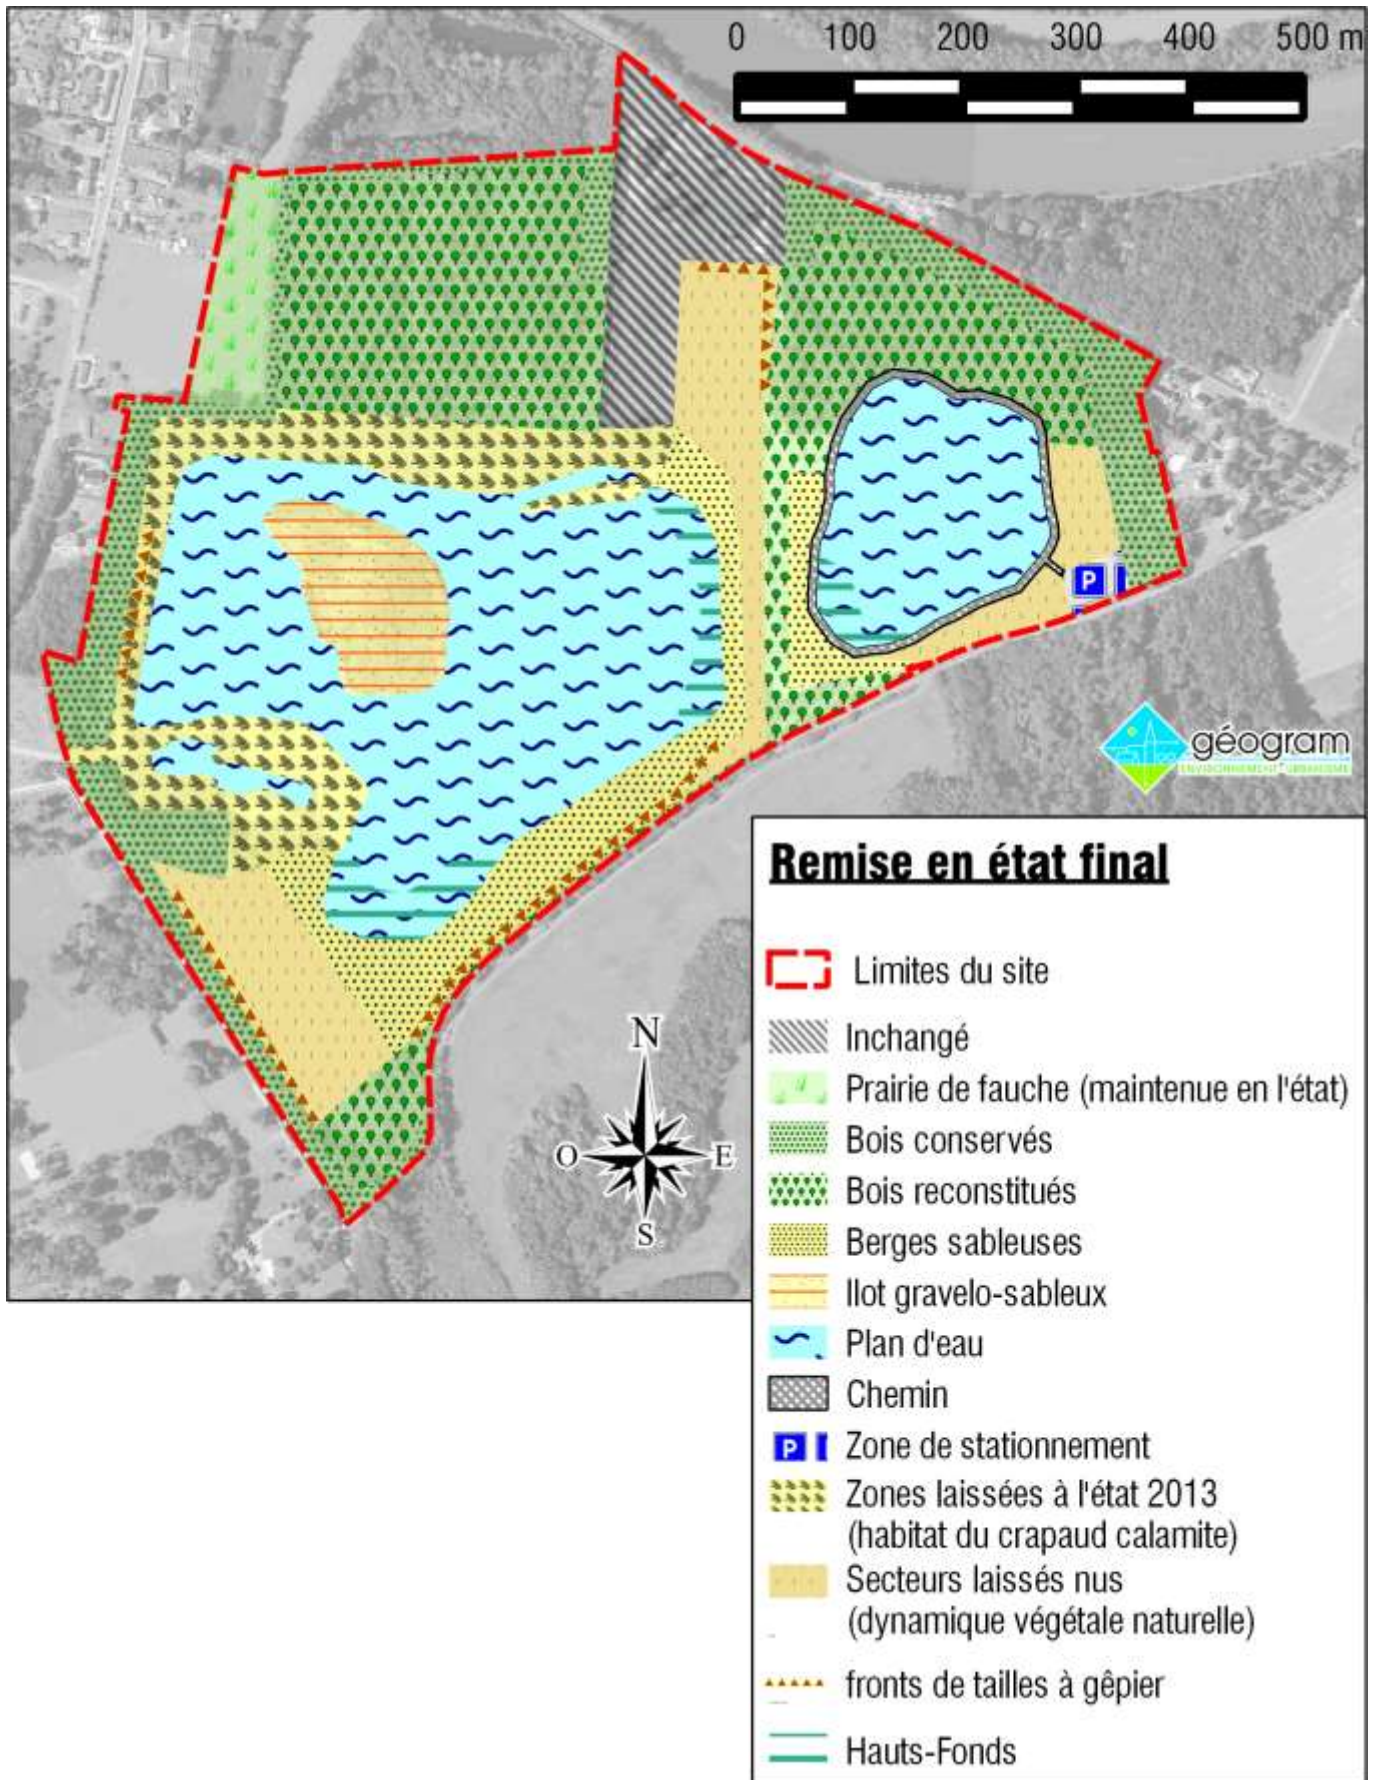 0 100 200 300 400 500 m
P
géogram
ENVIRONNEMENT - URBANISME
N
O E
S
Remise en état final
Limites du site
Inchangé
Prairie de fauche (maintenue en l'état)
Bois conservés
Bois reconstitués
Berges sableuses
Ilot gravelo-sableux
Plan d'eau
Chemin
P Zone de stationnement
Zones laissées à l'état 2013
(habitat du crapaud calamite)
Secteurs laissés nus
(dynamique végétale naturelle)
fronts de tailles à gêpier
Hauts-Fonds